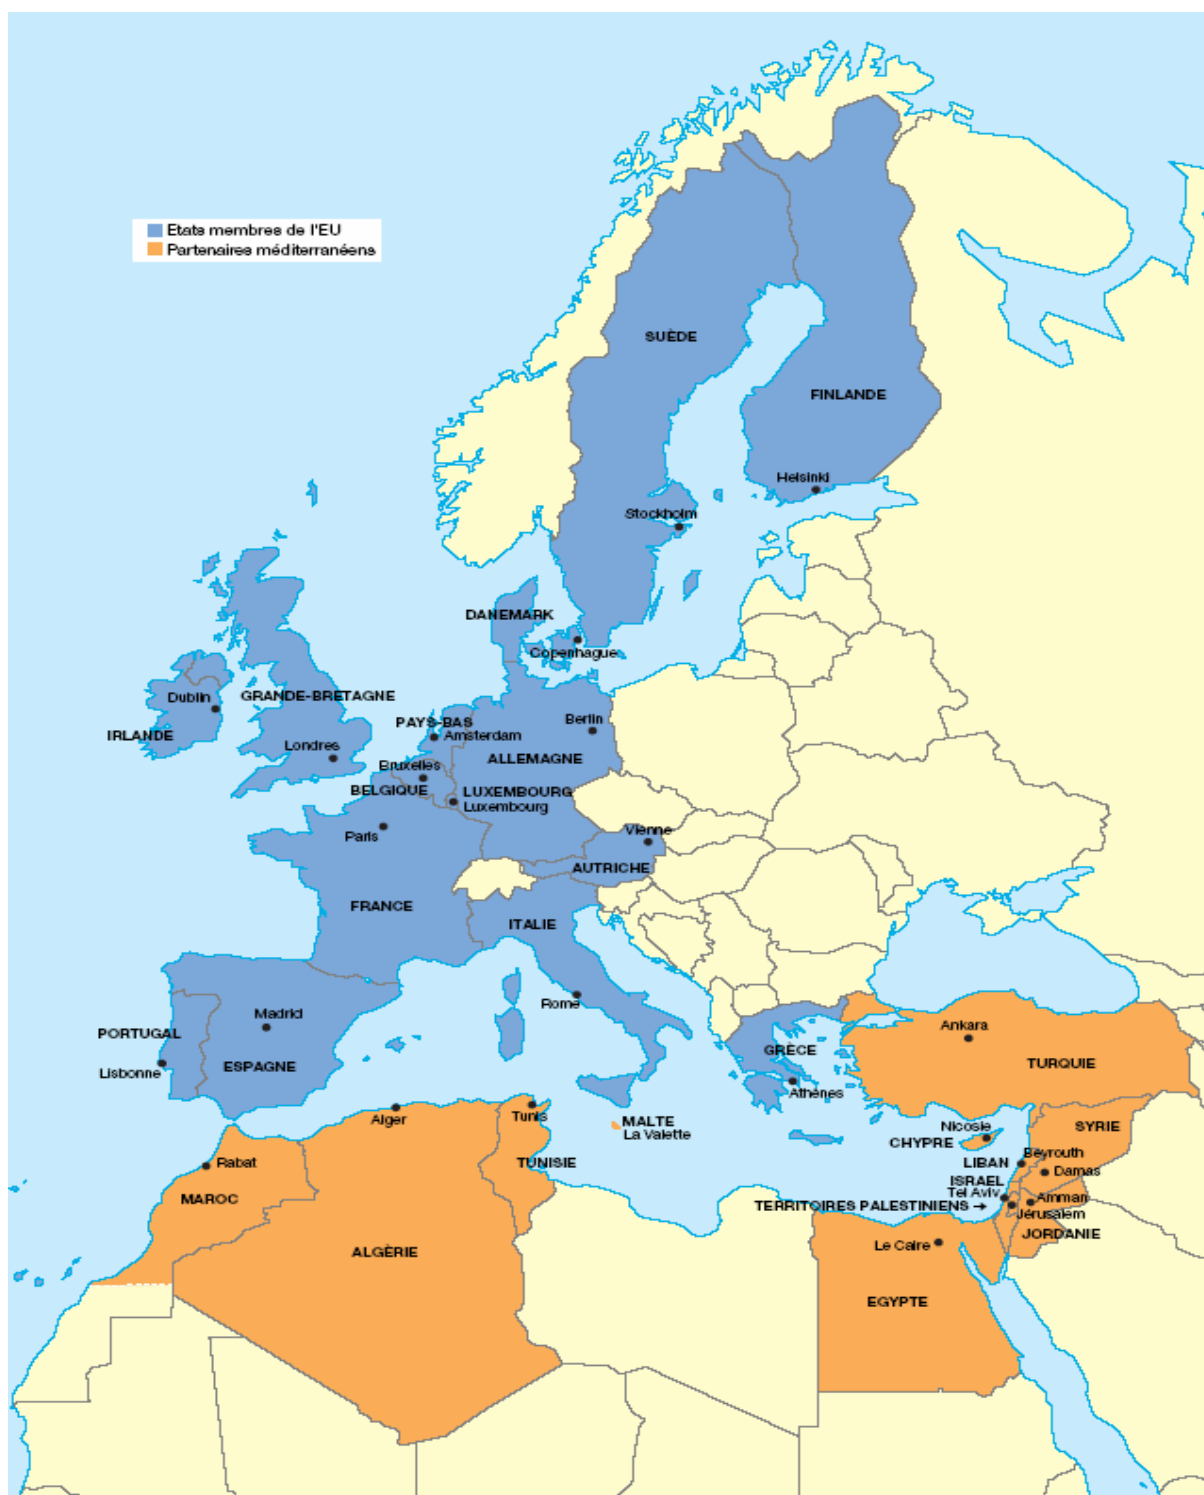 Etats membres de l'EU
Partenaires méditerranéens
SUÈDE
FINLANDE
Helsinki
Stockholm
DANEMARK
Copenhague
Dublin
GRANDE-BRETAGNE
IRLANDE
Londres
PAYS-BAS
Amsterdam
Berlin
ALLEMAGNE
Bruxelles
BELGIQUE
LUXEMBOURG
Luxembourg
Paris
Vienne
AUTRICHE
FRANCE
ITALIE
Rome
Madrid
PORTUGAL
ESPAGNE
Lisbonne
GRÈCE
Athènes
Ankara
TURQUIE
Alger
Tunis
MALTE
La Valette
Nicosie
CHYPRE
SYRIE
Rabat
MAROC
TUNISIE
LIBAN
Beyrouth
Damas
ISRAEL
Tel Aviv
TERRITOIRES PALESTINIENS →
Amman
Jérusalem
JORDANIE
ALGÈRIE
Le Caire
EGYPTE